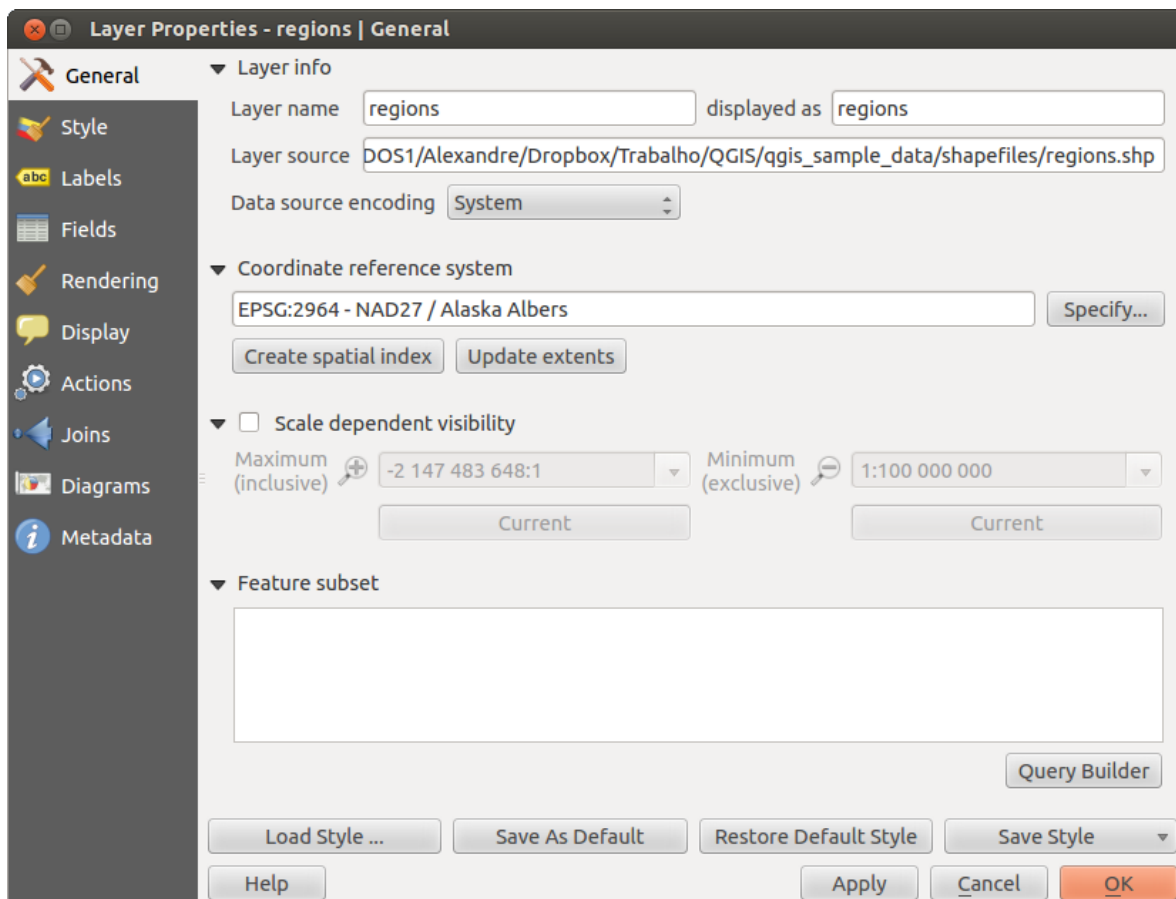 Layer Properties - regions | General
General
Style
abc Labels
Fields
Rendering
Display
Actions
Joins
Diagrams
i Metadata
Layer info
Layer name regions displayed as regions
Layer source DOS1/Alexandre/Dropbox/Trabalho/QGIS/qgis_sample_data/shapefiles/regions.shp
Data source encoding System
Coordinate reference system
EPSG:2964 - NAD27 / Alaska Albers Specify...
Create spatial index Update extents
Scale dependent visibility
Maximum (inclusive) -2 147 483 648:1 Minimum (exclusive) 1:100 000 000
Current Current
Feature subset
Query Builder
Load Style ... Save As Default Restore Default Style Save Style
Help Apply Cancel OK